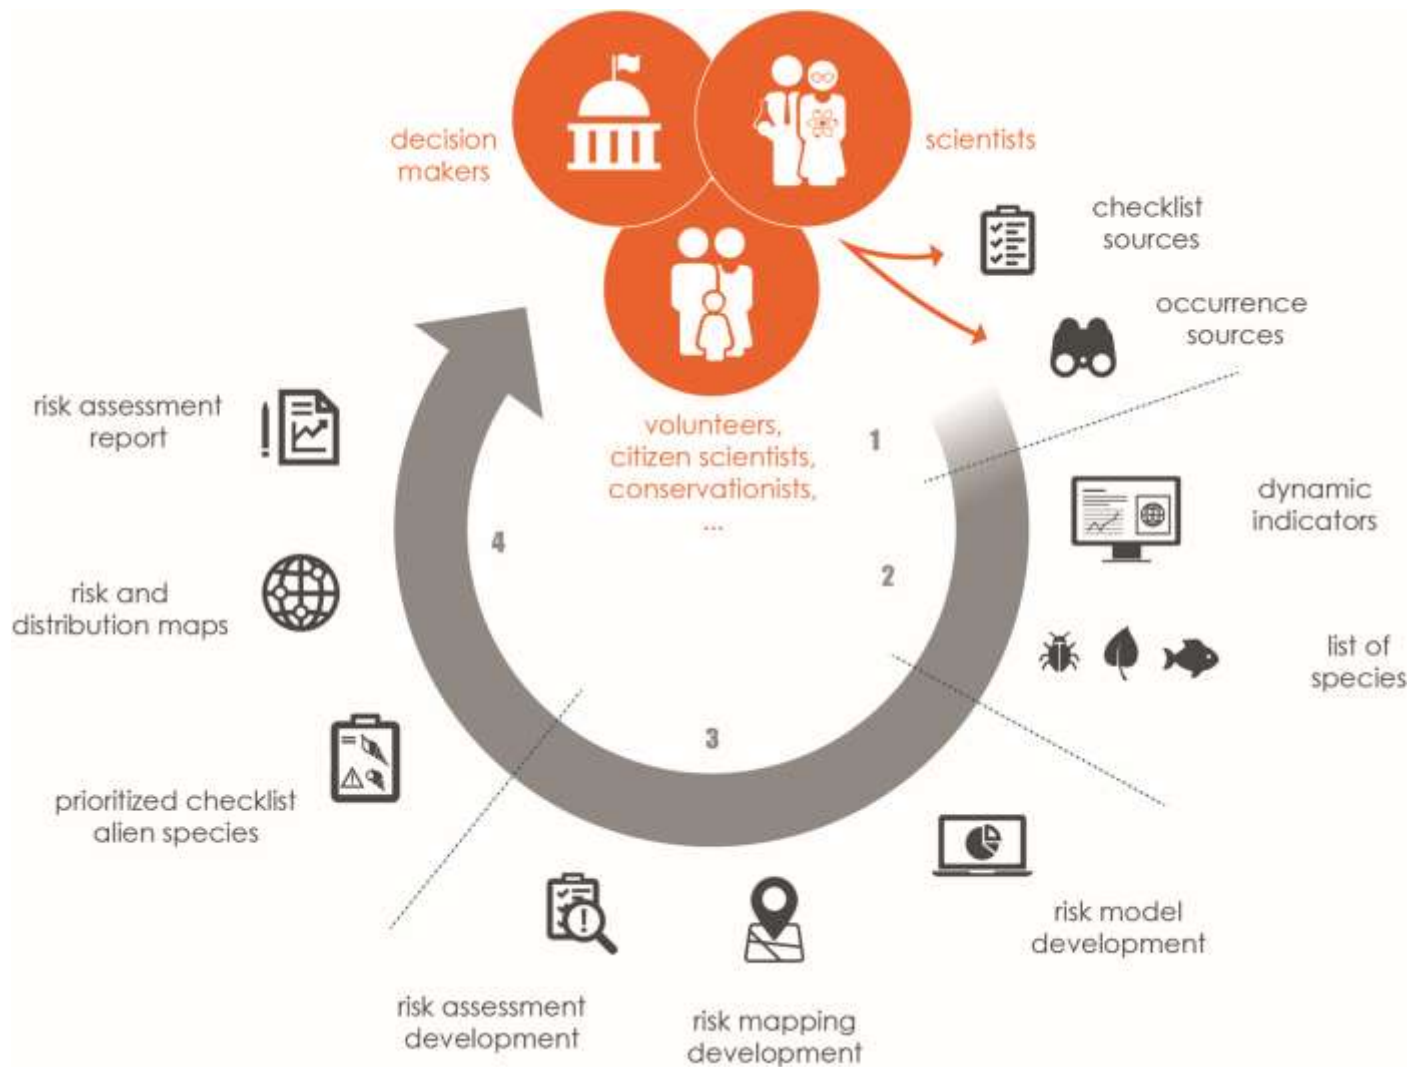 decision
makers
scientists
checklist
sources
occurrence
sources
volunteers,
citizen scientists,
conservationists,
...
1
dynamic
indicators
2
list of
species
3
risk model
development
risk mapping
development
risk assessment
development
4
prioritized checklist
alien species
risk and
distribution maps
risk assessment
report